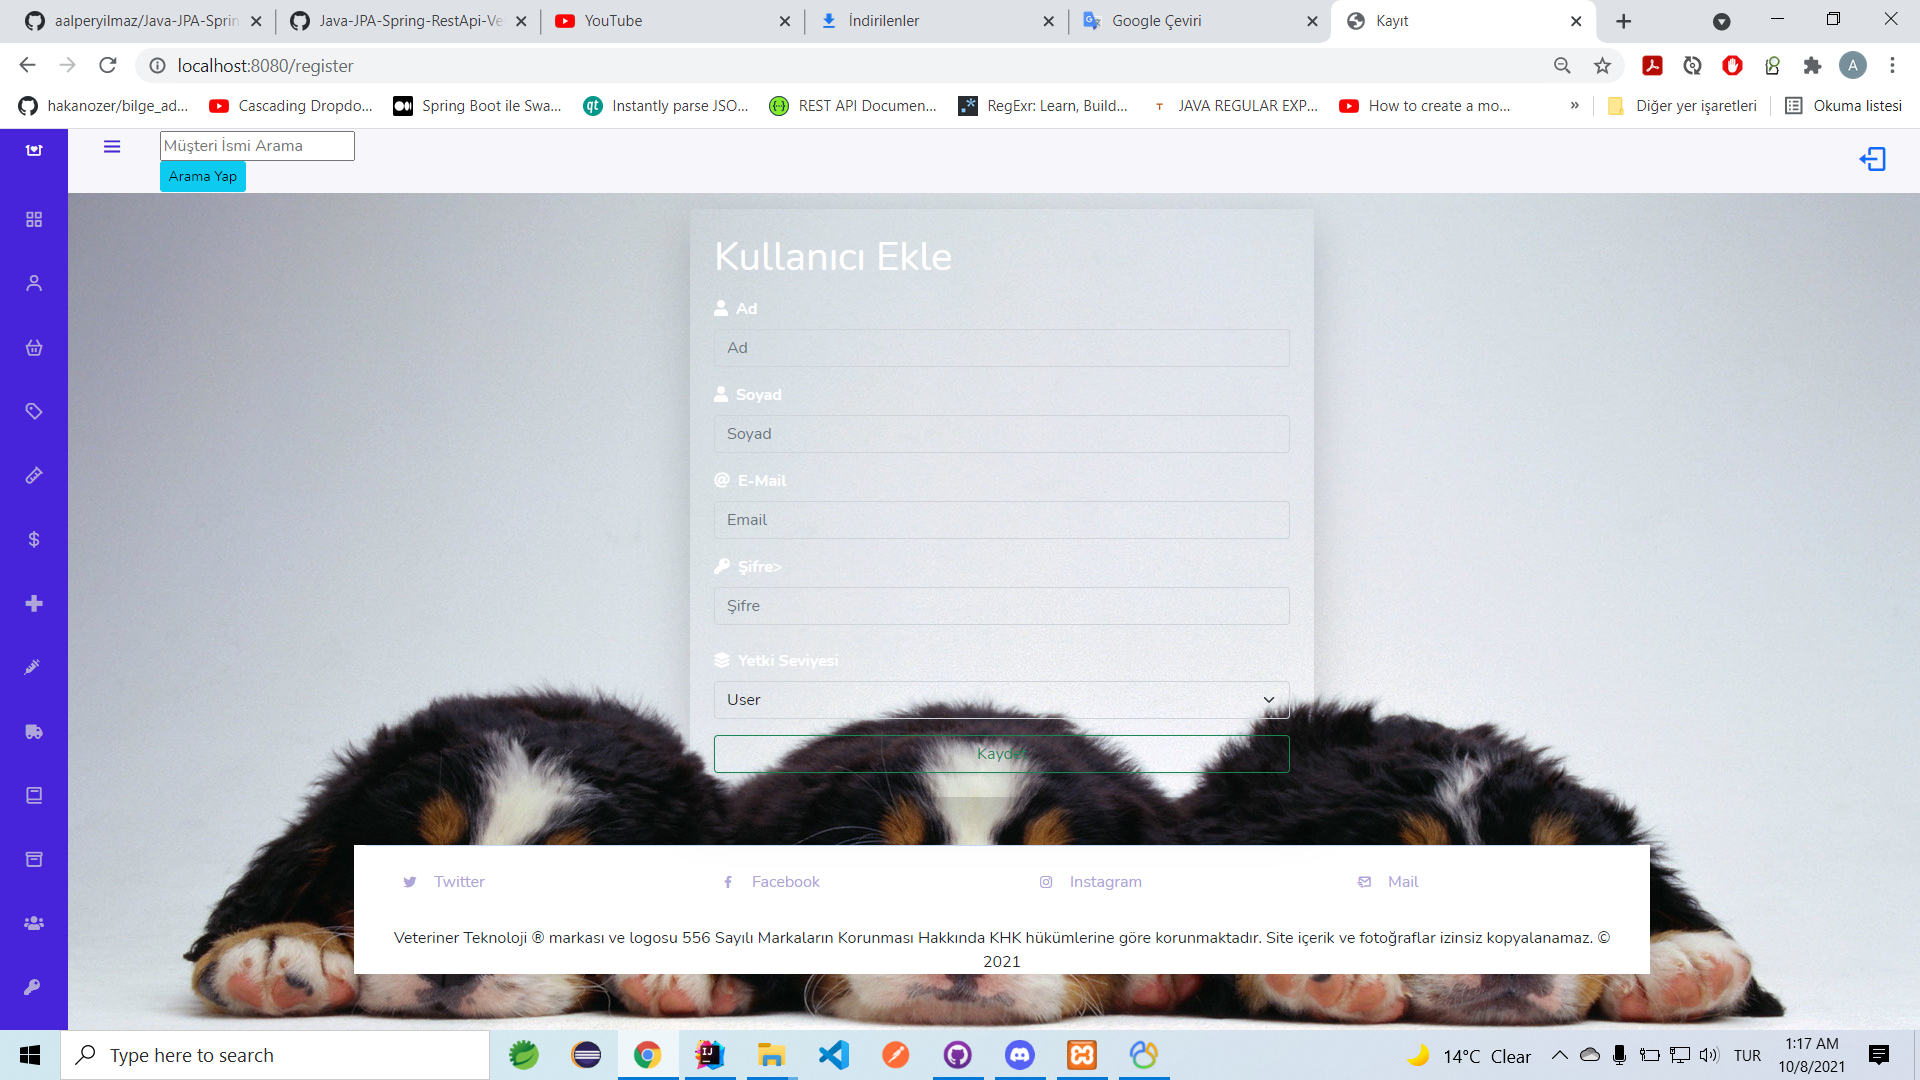 aalperyilmaz/Java-JPA-Sprin
Java-JPA-Spring-RestApi-Ve
YouTube
İndirilenler
Google Çeviri
Kayıt
localhost:8080/register
A
hakanozer/bilge_ad...
Cascading Dropdo...
Spring Boot ile Swa...
Instantly parse JSO...
REST API Documen...
RegExr: Learn, Build...
JAVA REGULAR EXP...
How to create a mo...
»
Diğer yer işaretleri
Okuma listesi
Müşteri İsmi Arama
Arama Yap
Kullanıcı Ekle
Ad
Ad
Soyad
Soyad
E-Mail
Email
Şifre>
Şifre
Yetki Seviyesi
User
Kaydet
Twitter
Facebook
Instagram
Mail
Veteriner Teknoloji ® markası ve logosu 556 Sayılı Markaların Korunması Hakkında KHK hükümlerine göre korunmaktadır. Site içerik ve fotoğraflar izinsiz kopyalanamaz. ©
2021
Type here to search
14°C Clear
TUR
1:17 AM
10/8/2021